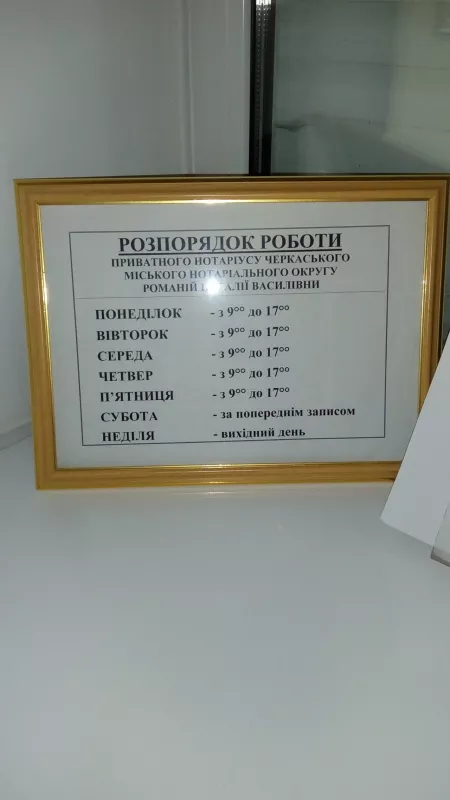 РОЗПОРЯДОК РОБОТИ
ПРИВАТНОГО НОТАРІУСУ ЧЕРКАСЬКОГО
МІСЬКОГО НОТАРІАЛЬНОГО ОКРУГУ
РОМАНІЙ ВАСИЛІВНИ
ПОНЕДІЛОК - з 9⁰⁰ до 17⁰⁰
ВІВТОРОК - з 9⁰⁰ до 17⁰⁰
СЕРЕДА - з 9⁰⁰ до 17⁰⁰
ЧЕТВЕР - з 9⁰⁰ до 17⁰⁰
П'ЯТНИЦЯ - з 9⁰⁰ до 17⁰⁰
СУБОТА - за попереднім записом
НЕДІЛЯ - вихідний день